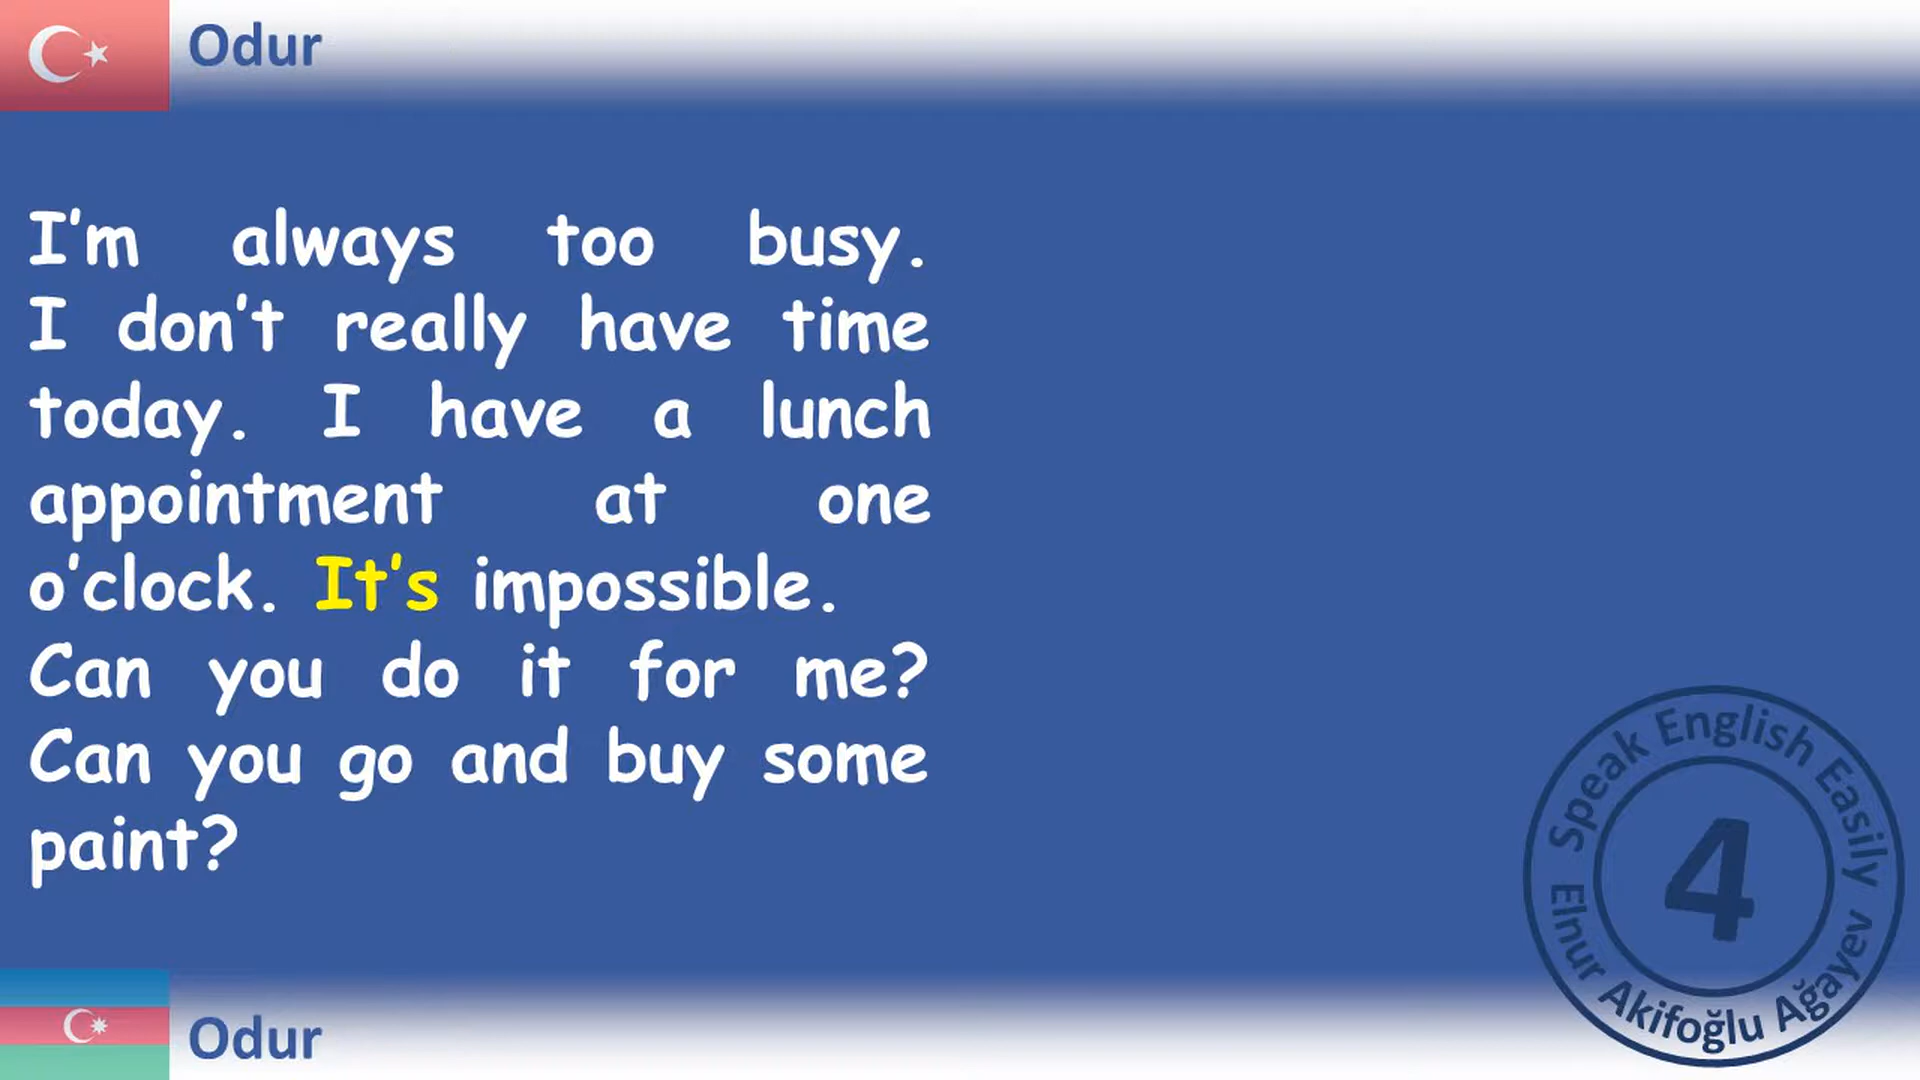 Odur
I'm always too busy.
I don't really have time
today. I have a lunch
appointment at one
o'clock. It's impossible.
Can you do it for me?
Can you go and buy some
paint?
Speak English Easily
4
Elnur Akifoğlu Ağayev
Odur